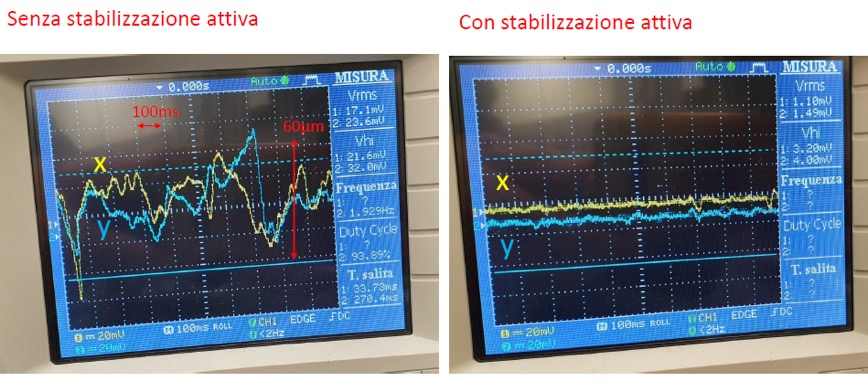 Senza stabilizzazione attiva
Con stabilizzazione attiva
0.000s
Auto
MISURA
Vrms
1: 17.1mV
2: 23.6mV
Vhi
1: 21.6mV
2: 32.0mV
Frequenza
1: ?
2: 1.929Hz
Duty Cycle
1: ?
2: 93.89%
T. salita
1: 33.73ms
2: 270.4ms
100ms
60µm
X
y
1
2
1 = 20mV
2 = 20mV
M 100ms ROLL
CH1 EDGE DC
<2Hz
0.000s
Auto
MISURA
Vrms
1: 1.10mV
2: 1.49mV
Vhi
1: 3.20mV
2: 4.00mV
Frequenza
1: ?
2: ?
Duty Cycle
1: ?
2: ?
T. salita
1: ?
2: ?
X
y
1
2
1 = 20mV
2 = 20mV
M 100ms ROLL
CH1 EDGE DC
<2Hz